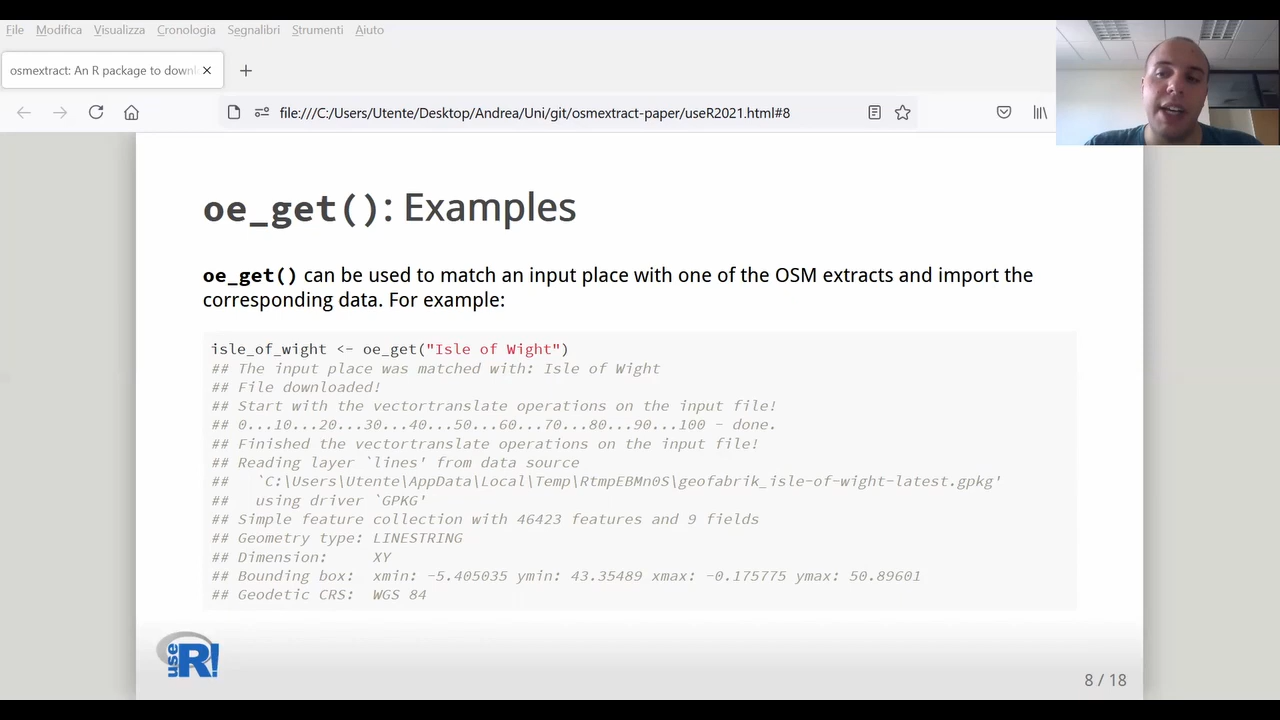 File Modifica Visualizza Cronologia Segnalibri Strumenti Aiuto
osmextract: An R package to downl
file:///C:/Users/Utente/Desktop/Andrea/Uni/git/osmextract-paper/useR2021.html#8
oe_get(): Examples
oe_get() can be used to match an input place with one of the OSM extracts and import the
corresponding data. For example:
isle_of_wight <- oe_get("Isle of Wight")
## The input place was matched with: Isle of Wight
## File downloaded!
## Start with the vectortranslate operations on the input file!
## 0...10...20...30...40...50...60...70...80...90...100 - done.
## Finished the vectortranslate operations on the input file!
## Reading layer `lines' from data source
##   `C:\Users\Utente\AppData\Local\Temp\RtmpEBMn0S\geofabrik_isle-of-wight-latest.gpkg'
##   using driver `GPKG'
## Simple feature collection with 46423 features and 9 fields
## Geometry type: LINESTRING
## Dimension:     XY
## Bounding box:  xmin: -5.405035 ymin: 43.35489 xmax: -0.175775 ymax: 50.89601
## Geodetic CRS:  WGS 84
use R!
8 / 18